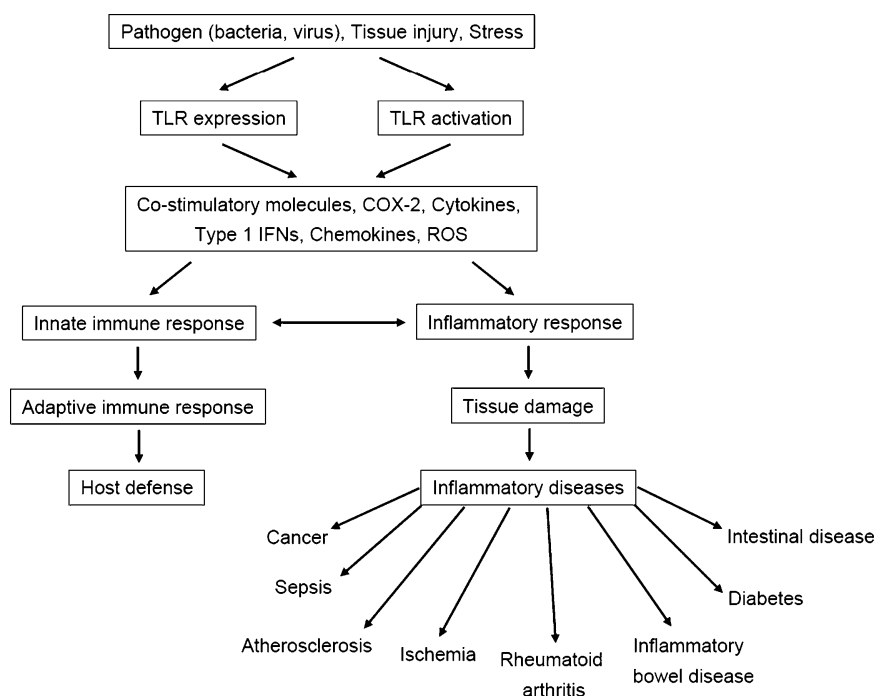 Pathogen (bacteria, virus), Tissue injury, Stress
TLR expression
TLR activation
Co-stimulatory molecules, COX-2, Cytokines,
Type 1 IFNs, Chemokines, ROS
Innate immune response
Inflammatory response
Adaptive immune response
Tissue damage
Host defense
Inflammatory diseases
Cancer
Intestinal disease
Sepsis
Diabetes
Atherosclerosis
Ischemia
Rheumatoid
arthritis
Inflammatory
bowel disease